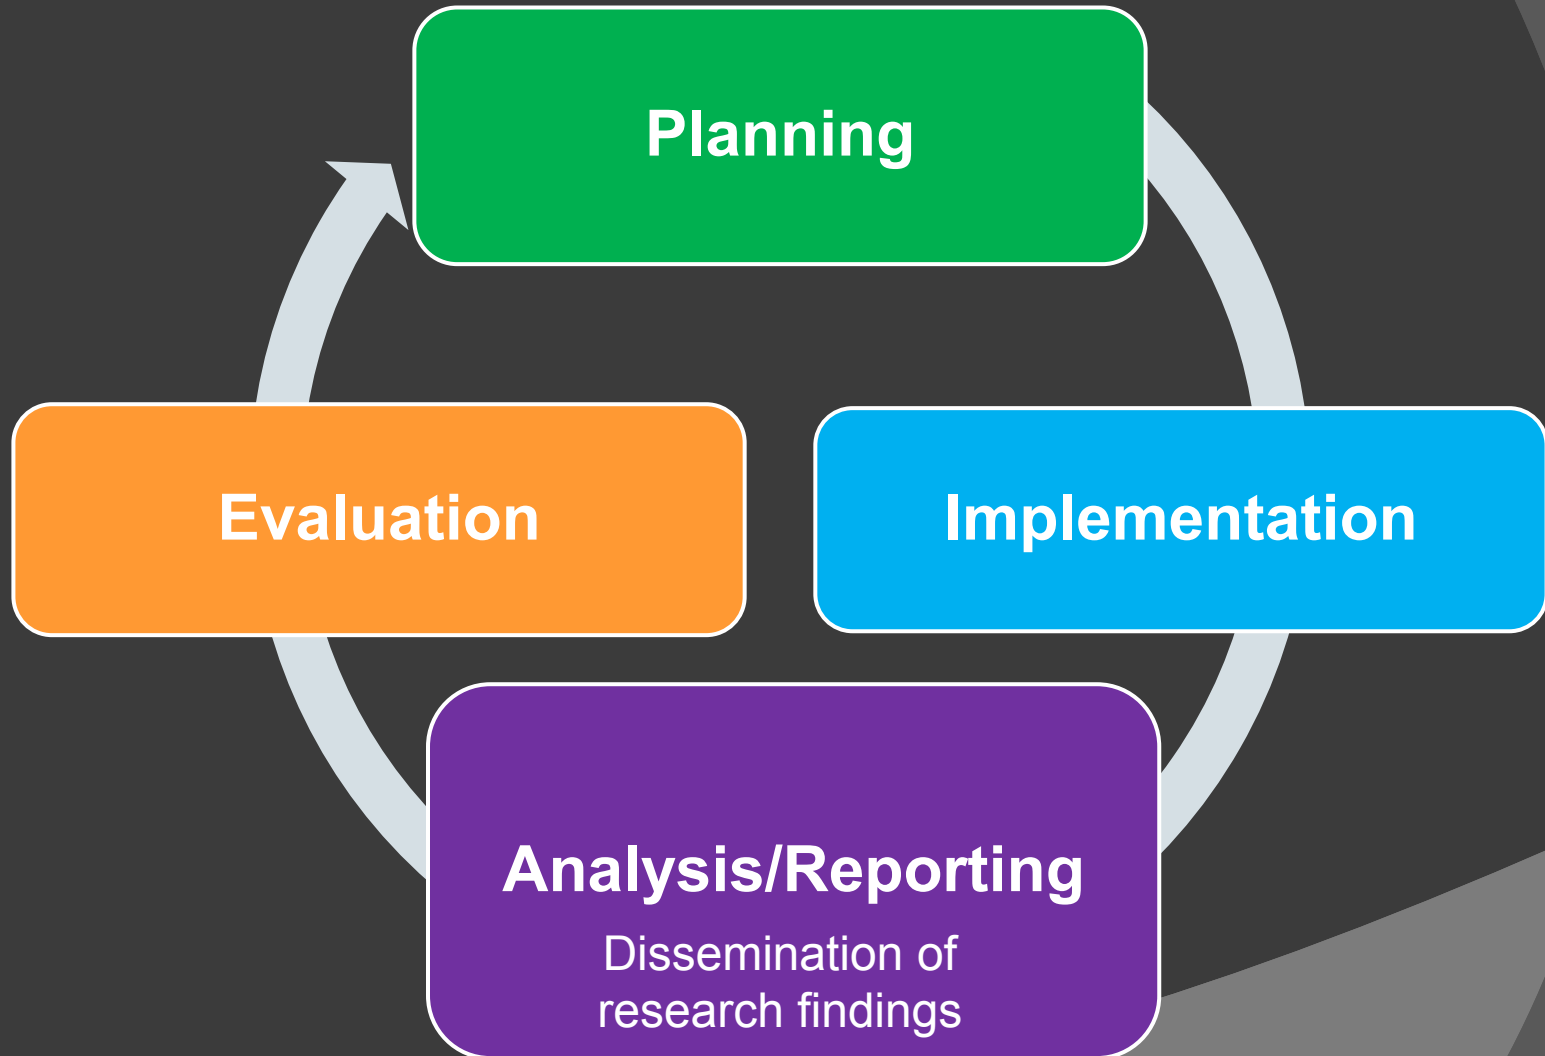 Planning
Evaluation
Implementation
Analysis/Reporting
Dissemination of
research findings